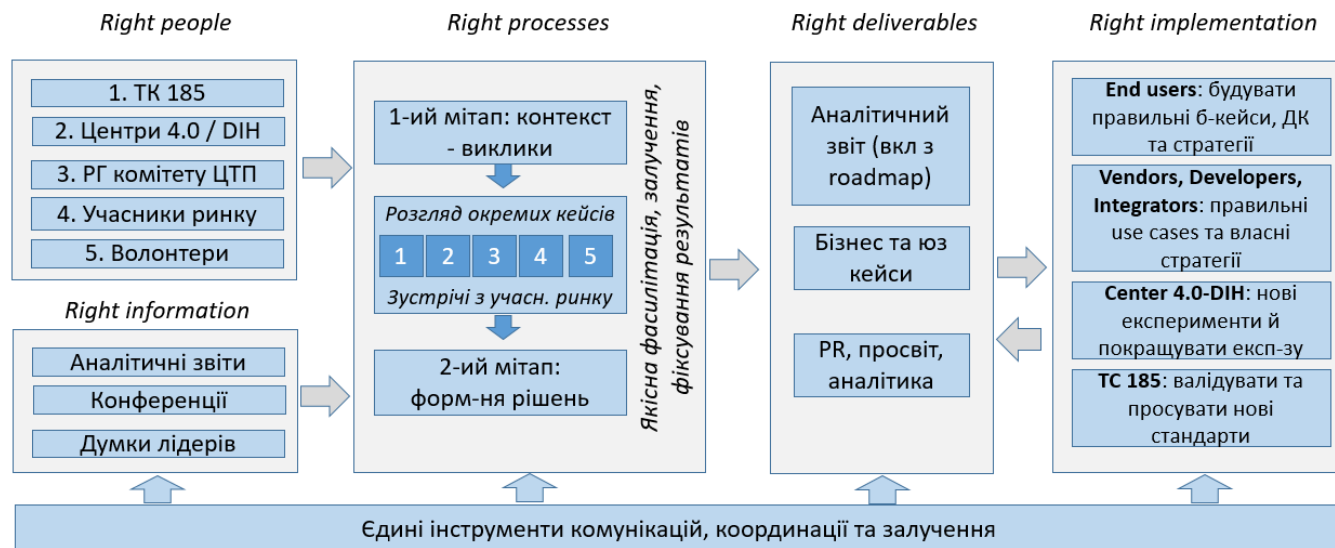 Right people
1. ТК 185
2. Центри 4.0 / DIH
3. РГ комітету ЦТП
4. Учасники ринку
5. Волонтери
Right information
Аналітичні звіти
Конференції
Думки лідерів
Right processes
1-ий мітап: контекст
- виклики
Розгляд окремих кейсів
1 2 3 4 5
Зустрічі з учасн. ринку
2-ий мітап:
форм-ня рішень
Якісна фасилітація, залучення,
фіксування результатів
Right deliverables
Аналітичний
звіт (вкл з
roadmap)
Бізнес та юз
кейси
PR, просвіт,
аналітика
Right implementation
End users: будувати
правильні б-кейси, ДК
та стратегії
Vendors, Developers,
Integrators: правильні
use cases та власні
стратегії
Center 4.0-DIH: нові
експерименти й
покращувати експ-зу
TC 185: валідувати та
просувати нові
стандарти
Єдині інструменти комунікацій, координації та залучення